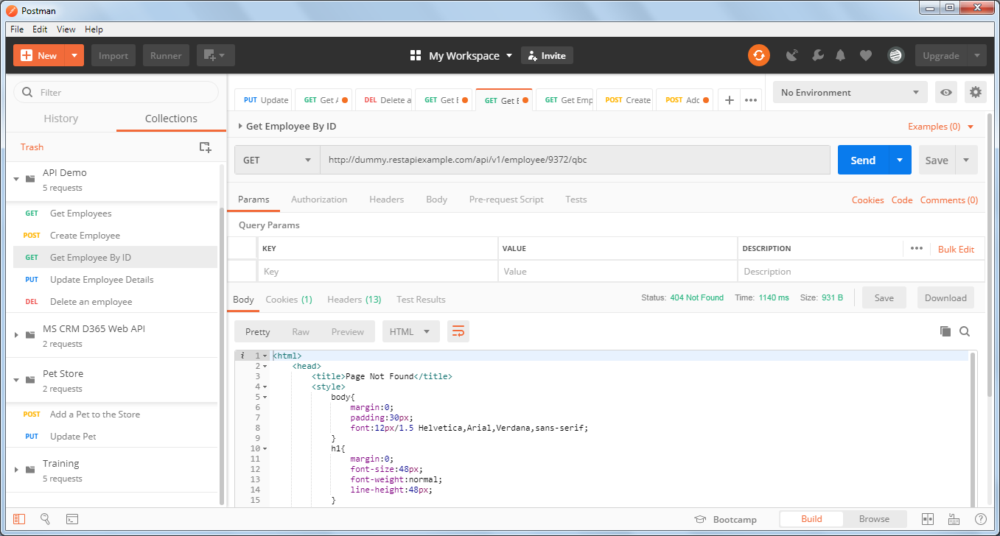 Postman
File Edit View Help
New Import Runner My Workspace Invite Upgrade
Filter
History Collections
Trash
API Demo
5 requests
GET Get Employees
POST Create Employee
GET Get Employee By ID
PUT Update Employee Details
DEL Delete an employee
MS CRM D365 Web API
2 requests
Pet Store
2 requests
POST Add a Pet to the Store
PUT Update Pet
Training
5 requests
PUT Update GET Get A DEL Delete a GET Get E GET Get E GET Get Emp POST Create POST Add + •••
No Environment
Get Employee By ID Examples (0)
GET http://dummy.restapiexample.com/api/v1/employee/9372/qbc Send Save
Params Authorization Headers Body Pre-request Script Tests Cookies Code Comments (0)
Query Params
KEY VALUE DESCRIPTION ••• Bulk Edit
Key Value Description
Body Cookies (1) Headers (13) Test Results Status: 404 Not Found Time: 1140 ms Size: 931 B Save Download
Pretty Raw Preview HTML
i 1 <html>
2 <head>
3 <title>Page Not Found</title>
4 <style>
5 body{
6 margin:0;
7 padding:30px;
8 font:12px/1.5 Helvetica,Arial,Verdana,sans-serif;
9 }
10 h1{
11 margin:0;
12 font-size:48px;
13 font-weight:normal;
14 line-height:48px;
15 }
Bootcamp Build Browse ?